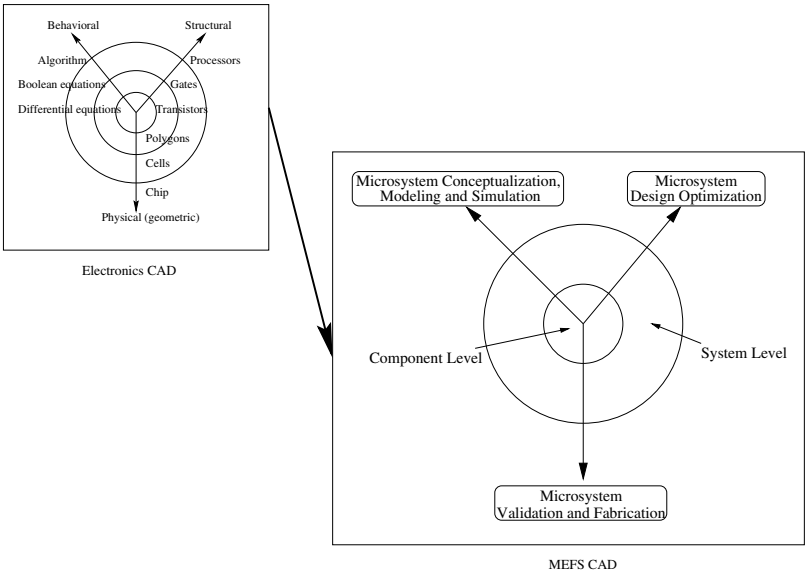 Behavioral
Structural
Algorithm
Processors
Boolean equations
Gates
Differential equations
Transistors
Polygons
Cells
Chip
Physical (geometric)
Electronics CAD
Microsystem Conceptualization,
Modeling and Simulation
Microsystem
Design Optimization
Component Level
System Level
Microsystem
Validation and Fabrication
MEFS CAD